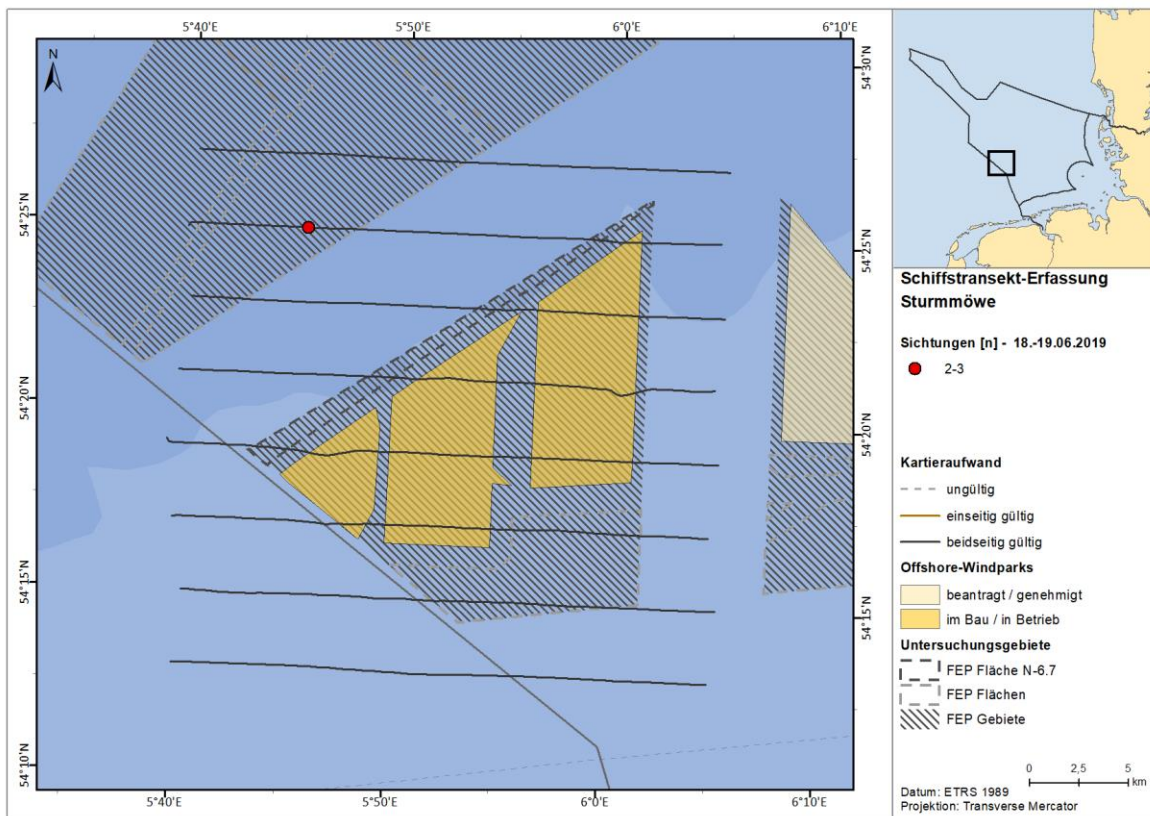 5°40'E
5°50'E
6°0'E
6°10'E
N
54°30'N
54°25'N
54°25'N
54°20'N
54°20'N
54°15'N
54°15'N
54°10'N
5°40'E
5°50'E
6°0'E
6°10'E
Schiffstransekt-Erfassung
Sturmmöwe
Sichtungen [n] - 18.-19.06.2019
2-3
Kartieraufwand
ungültig
einseitig gültig
beidseitig gültig
Offshore-Windparks
beantragt / genehmigt
im Bau / in Betrieb
Untersuchungsgebiete
FEP Fläche N-6.7
FEP Flächen
FEP Gebiete
0 2,5 5
km
Datum: ETRS 1989
Projektion: Transverse Mercator